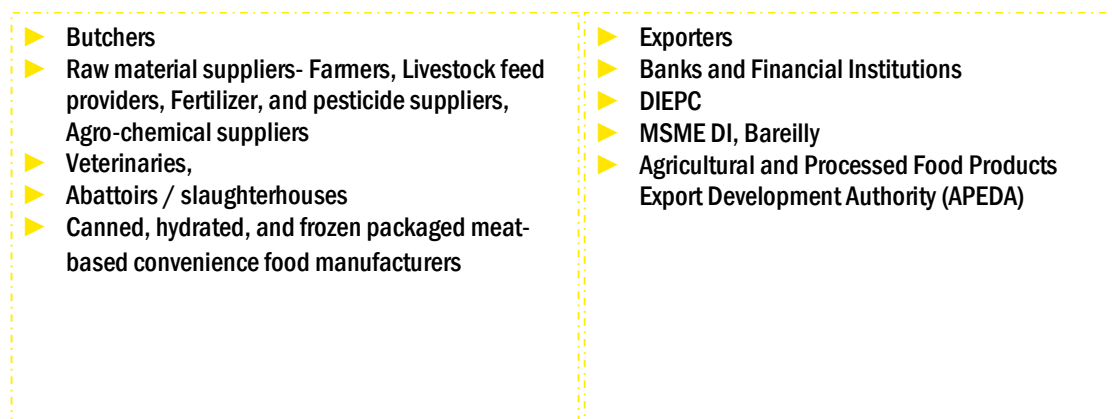 Butchers
Raw material suppliers- Farmers, Livestock feed
providers, Fertilizer, and pesticide suppliers,
Agro-chemical suppliers
Veterinaries,
Abattoirs / slaughterhouses
Canned, hydrated, and frozen packaged meat-
based convenience food manufacturers
Exporters
Banks and Financial Institutions
DIEPC
MSME DI, Bareilly
Agricultural and Processed Food Products
Export Development Authority (APEDA)